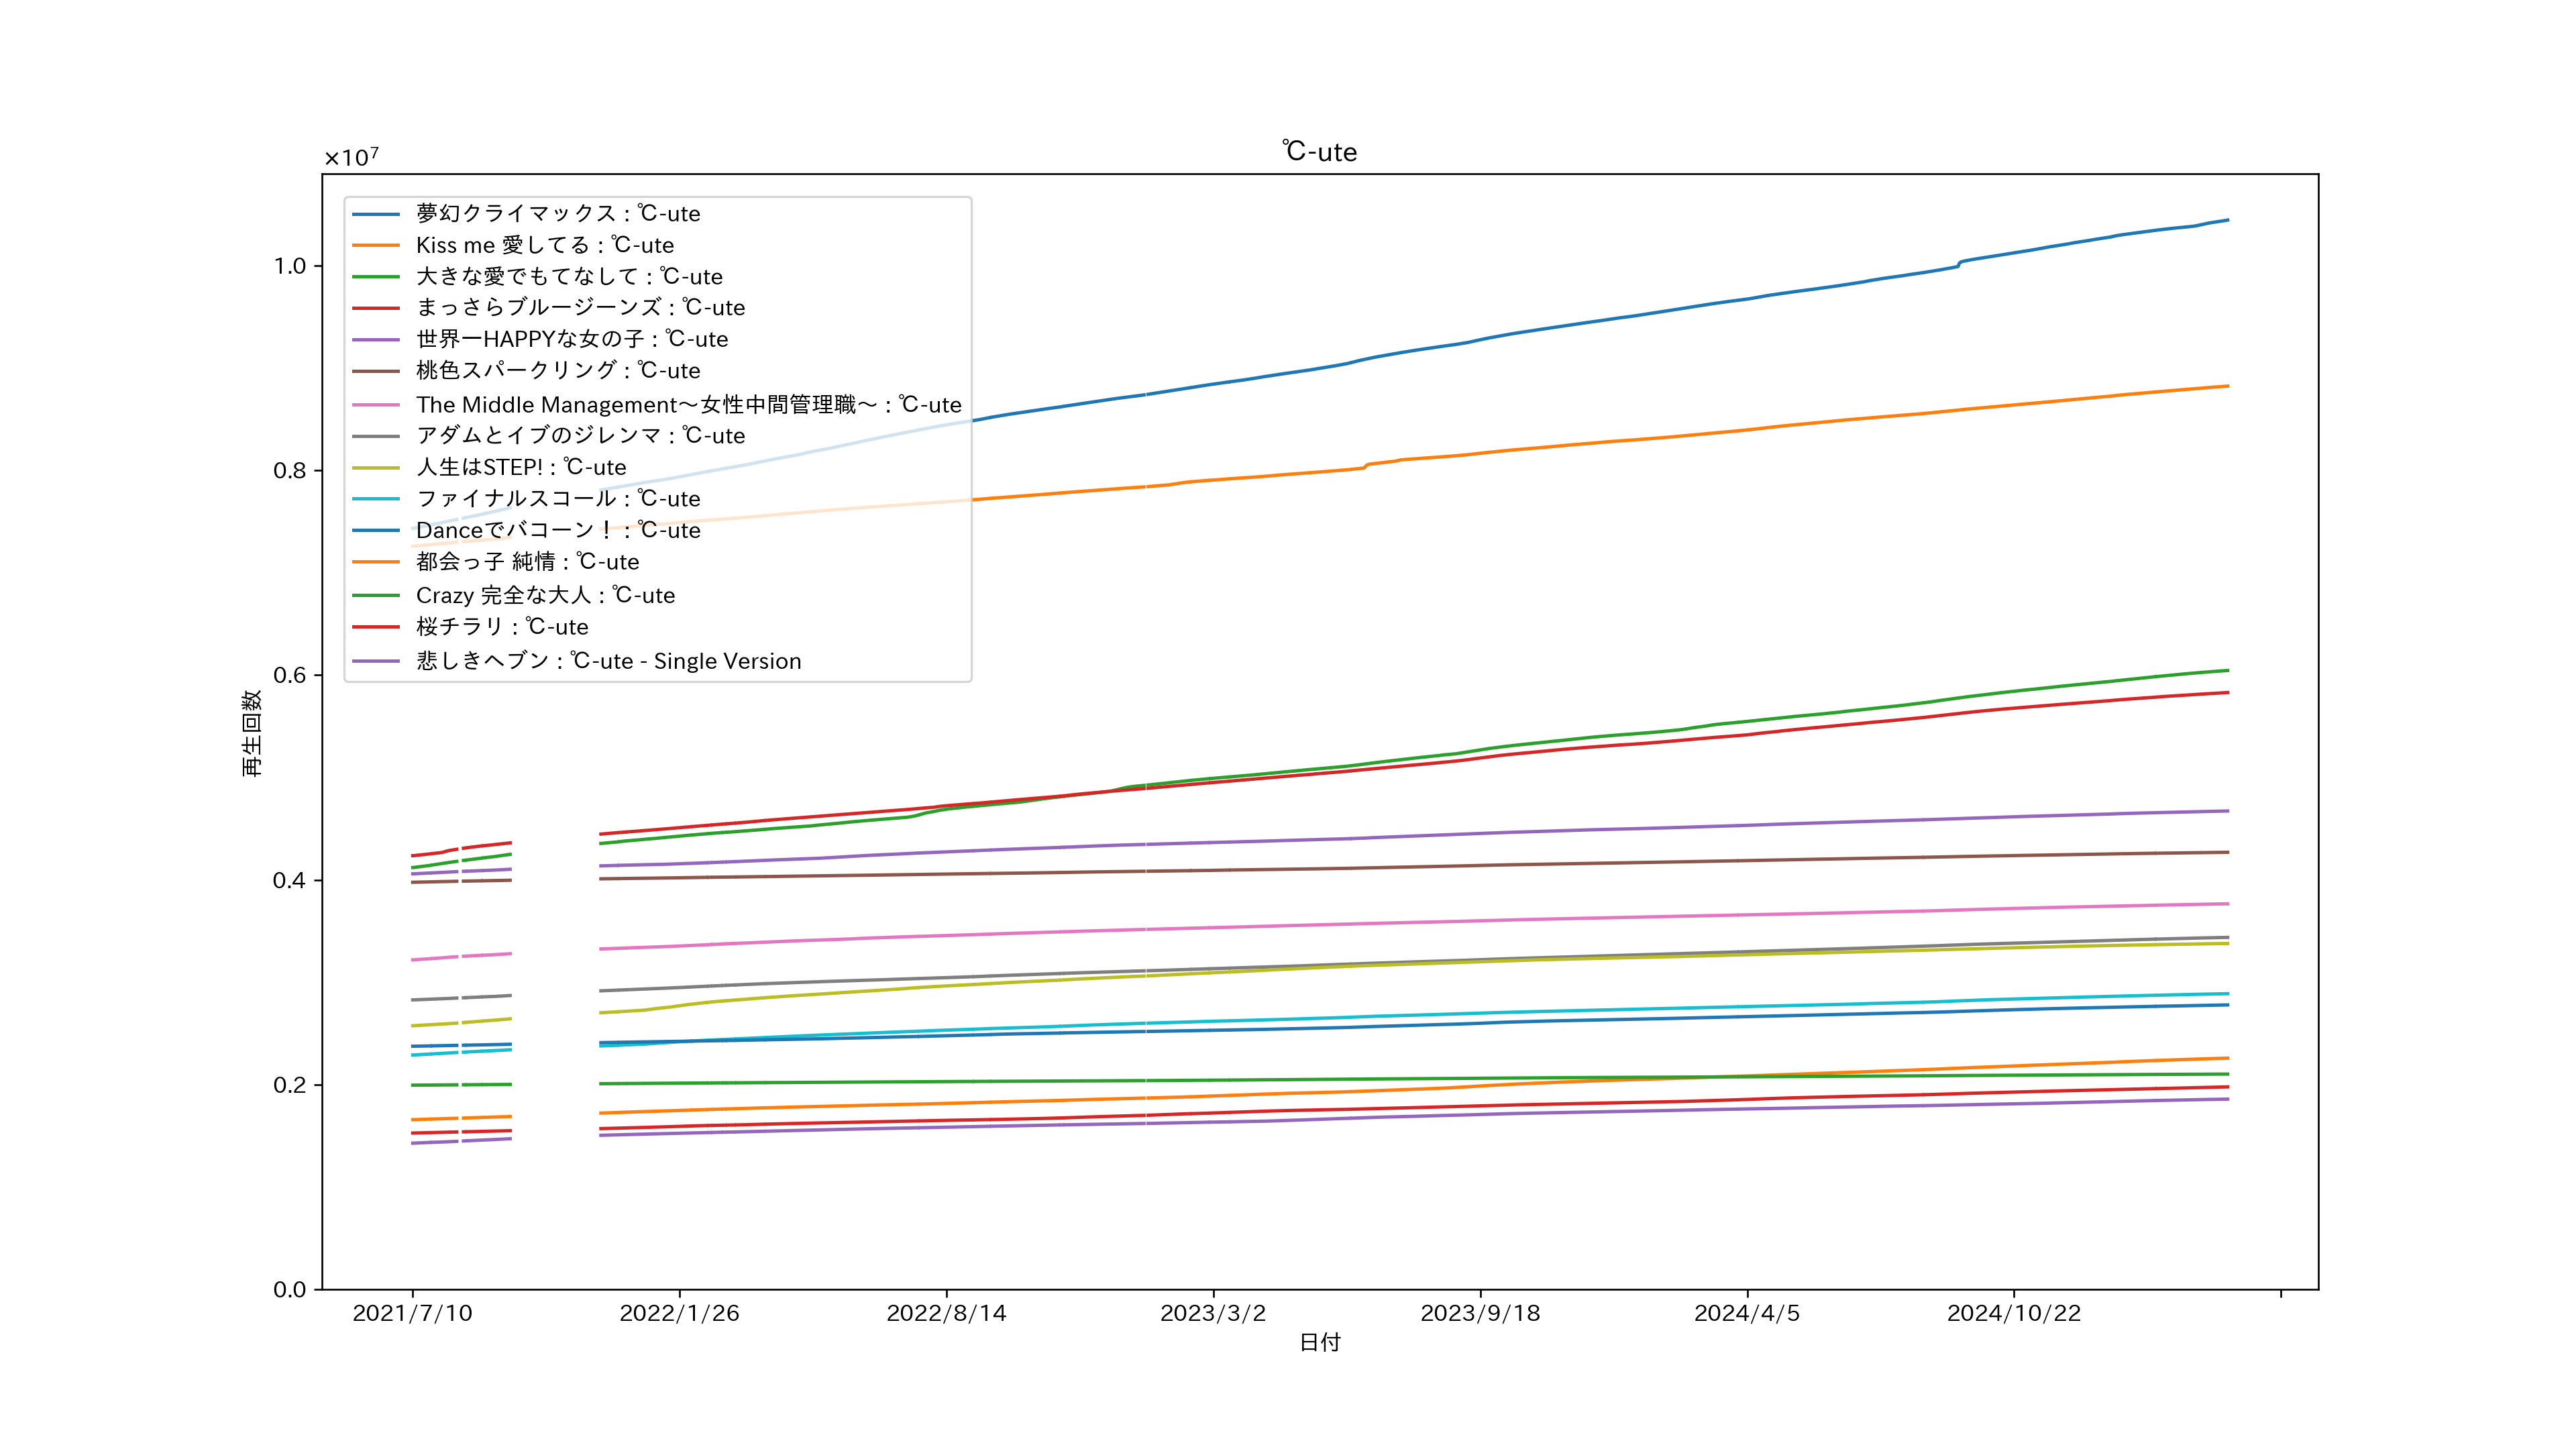 ℃-ute
×10⁷
夢幻クライマックス : ℃-ute
Kiss me 愛してる : ℃-ute
大きな愛でもてなして : ℃-ute
まっさらブルージーンズ : ℃-ute
世界一HAPPYな女の子 : ℃-ute
桃色スパークリング : ℃-ute
The Middle Management～女性中間管理職～ : ℃-ute
アダムとイブのジレンマ : ℃-ute
人生はSTEP! : ℃-ute
ファイナルスコール : ℃-ute
Danceでバコーン！ : ℃-ute
都会っ子 純情 : ℃-ute
Crazy 完全な大人 : ℃-ute
桜チラリ : ℃-ute
悲しきヘブン : ℃-ute - Single Version
1.0
0.8
0.6
0.4
0.2
0.0
再生回数
2021/7/10 2022/1/26 2022/8/14 2023/3/2 2023/9/18 2024/4/5 2024/10/22
日付